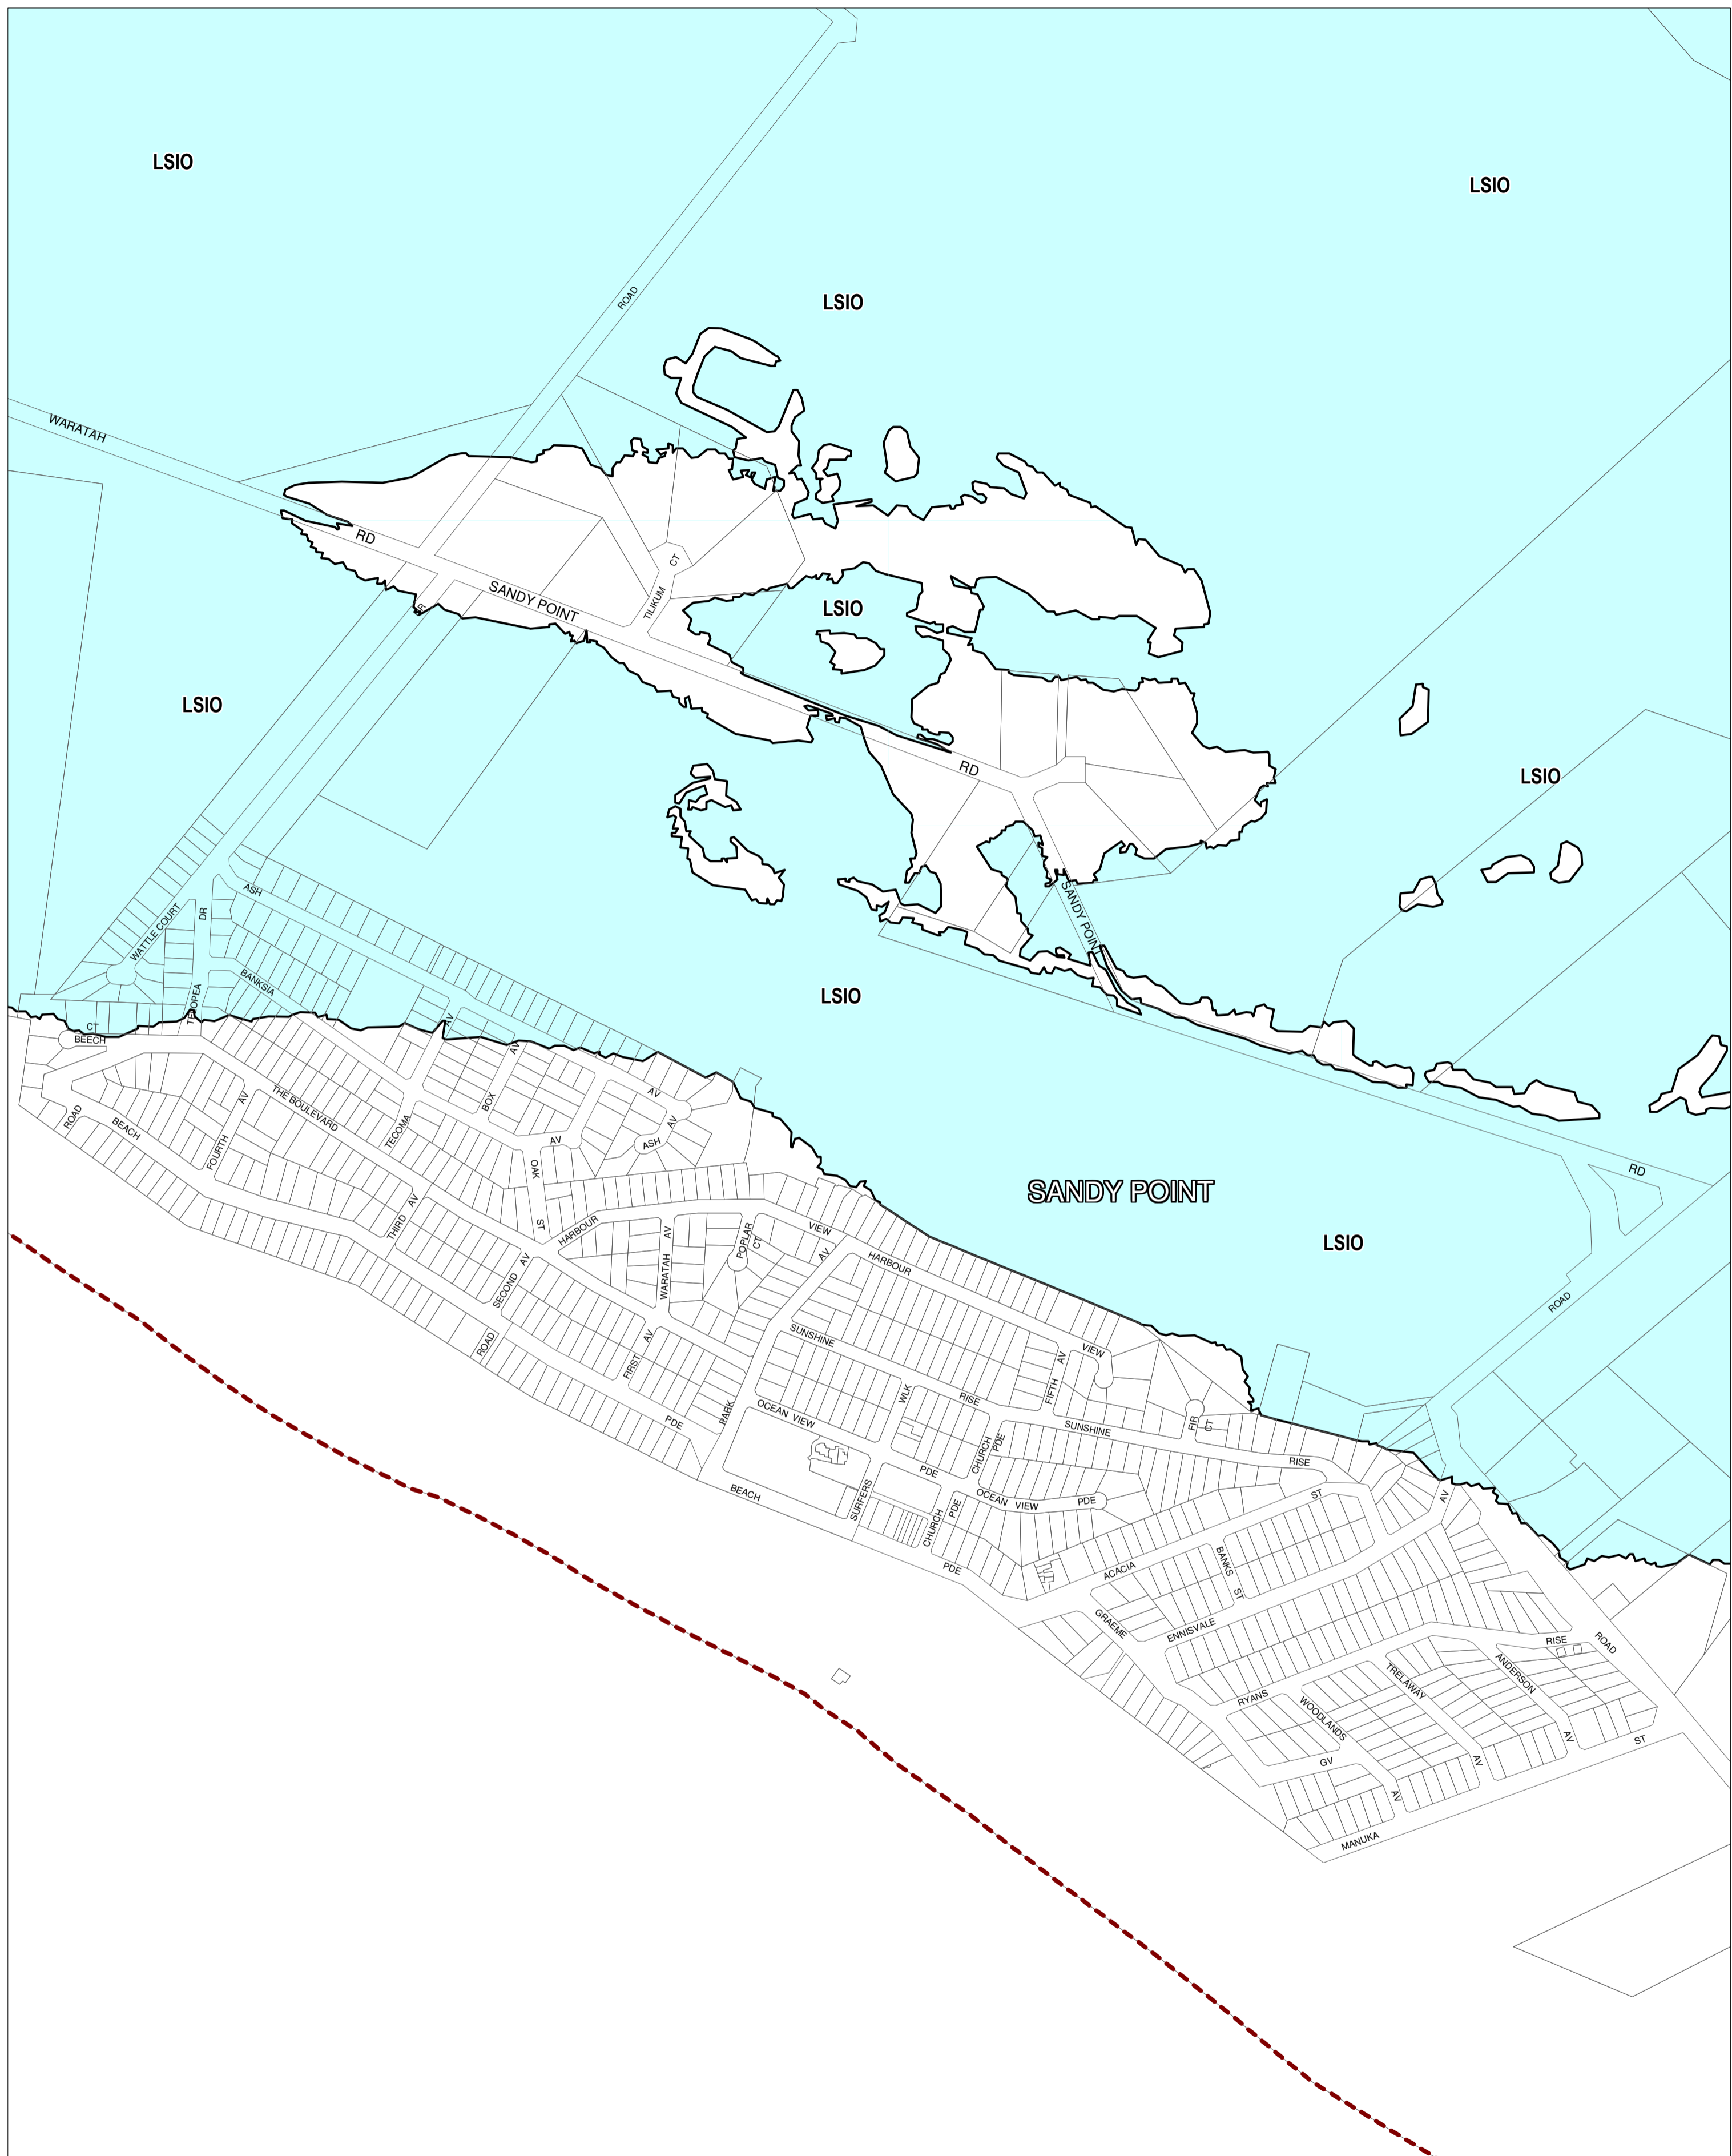 LSIO
LSIO
ROAD
LSIO
WARATAH
RD
CT
SANDY POINT
TILIKUM
LSIO
LSIO
RD
LSIO
ASH
SANDY POINT
WATTLE COURT
DR
BANKSIA
TELOPEA
LSIO
CT
BEECH
AV
AV
AV
BOX
THE BOULEVARD
AV
ROAD
BEACH
TECOMA
FOURTH
AV
ASH
AV
OAK
ST
RD
SANDY POINT
LSIO
THIRD
AV
HARBOUR
WARATAH
AV
POPLAR
CT
VIEW
AV
HARBOUR
SECOND
AV
ROAD
ROAD
FIRST
AV
SUNSHINE
VIEW
FIFTH
AV
WLK
RISE
PARK
PDE
OCEAN VIEW
FIR
CT
SUNSHINE
CHURCH
PDE
RISE
PDE
BEACH
SURFERS
OCEAN VIEW
PDE
ST
AV
CHURCH
PDE
PDE
ACACIA
BANKS
ST
GRAEME
ENNISVALE
RISE
ROAD
ANDERSON
TRELAWAY
RYANS
WOODLANDS
AV
ST
GV
AV
AV
MANUKA